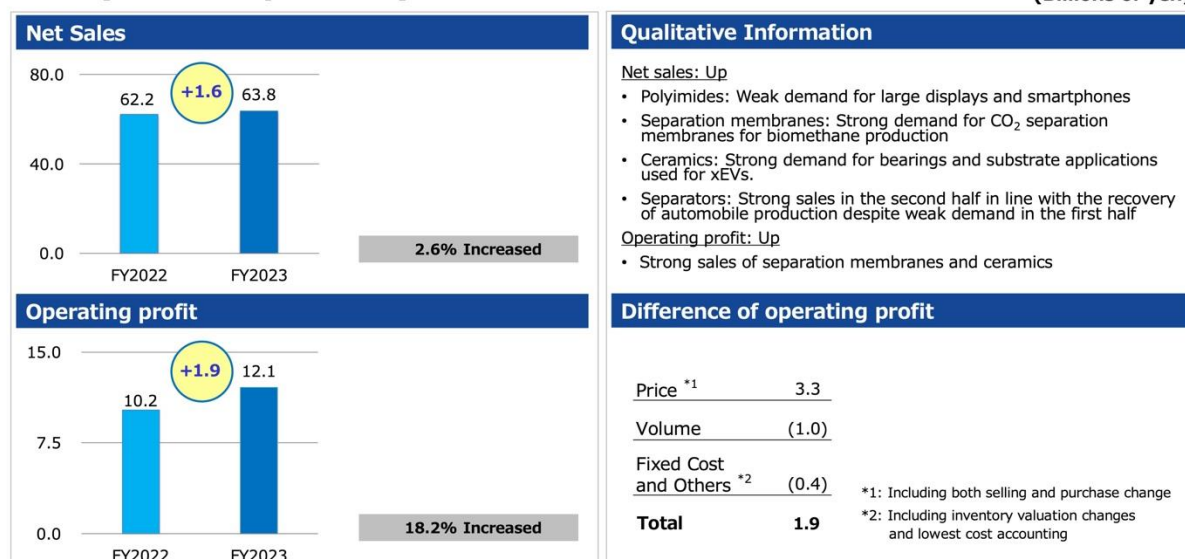 (Billions of yen)
Net Sales
80.0
40.0
0.0
62.2
+1.6
63.8
FY2022
FY2023
2.6% Increased
Operating profit
15.0
7.5
0.0
10.2
+1.9
12.1
FY2022
FY2023
18.2% Increased
Qualitative Information
Net sales: Up
• Polyimides: Weak demand for large displays and smartphones
• Separation membranes: Strong demand for CO₂ separation
membranes for biomethane production
• Ceramics: Strong demand for bearings and substrate applications
used for xEVs.
• Separators: Strong sales in the second half in line with the recovery
of automobile production despite weak demand in the first half
Operating profit: Up
• Strong sales of separation membranes and ceramics
Difference of operating profit
Price *1 3.3
Volume (1.0)
Fixed Cost
and Others *2 (0.4)
Total 1.9
*1: Including both selling and purchase change
*2: Including inventory valuation changes
and lowest cost accounting